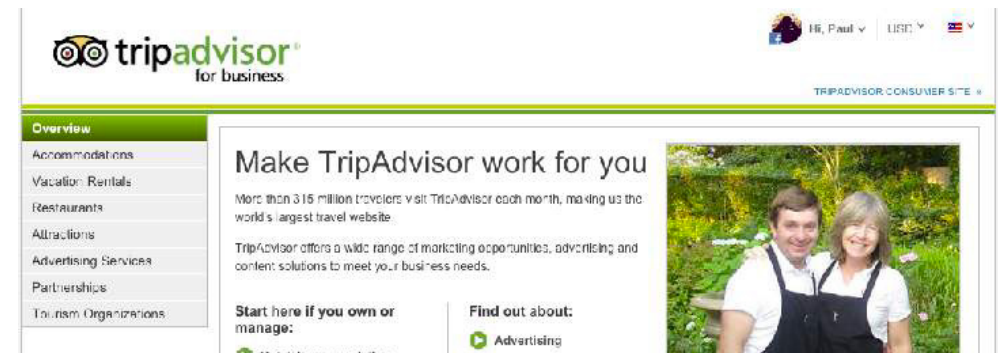 tripadvisor®
for business
Hi, Paul
USD
TRIPADVISOR CONSUMER SITE »
Overview
Accommodations
Vacation Rentals
Restaurants
Attractions
Advertising Services
Partnerships
Tourism Organizations
Make TripAdvisor work for you
More than 315 million travelers visit TripAdvisor each month, making us the
world's largest travel website.
TripAdvisor offers a wide range of marketing opportunities, advertising and
content solutions to meet your business needs.
Start here if you own or
manage:
Find out about:
Advertising